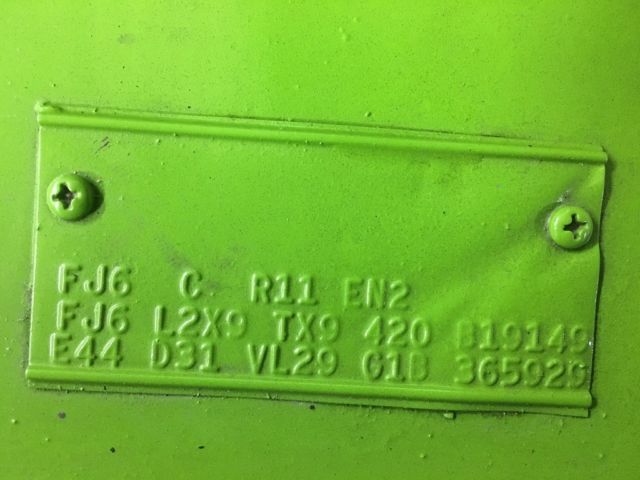 FJ6 C R11 EN2
FJ6 L2X9 TX9 420 B19149
E44 D31 VL29 G1B 365929